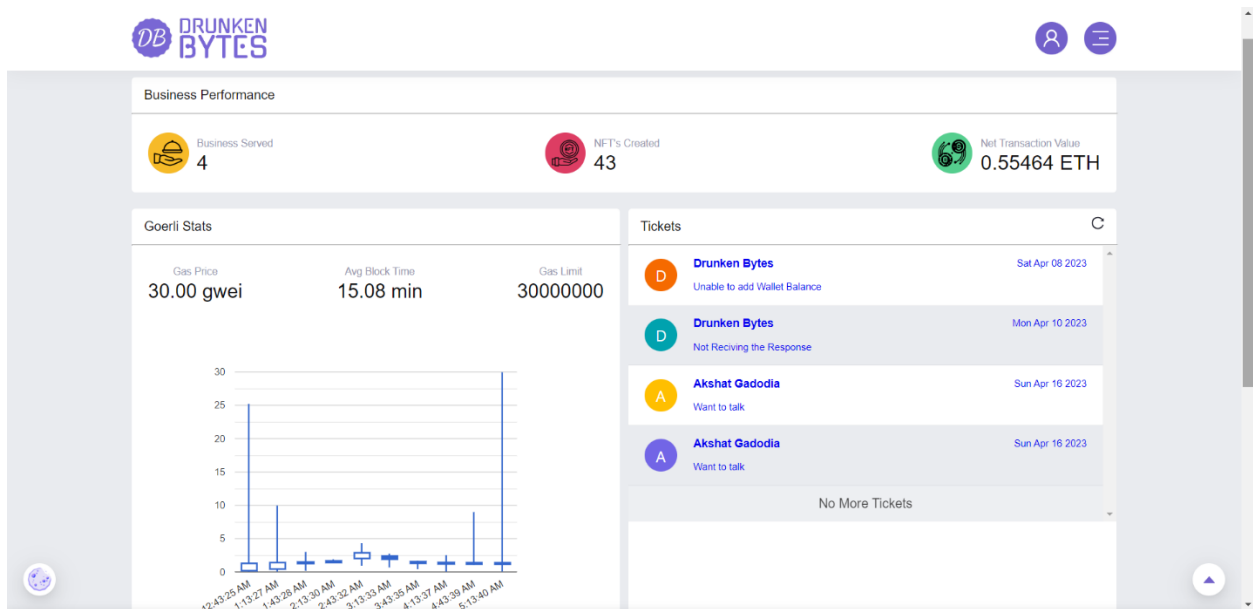 DB DRUNKEN
BYTES
Business Performance
Business Served
4
NFT's Created
43
Net Transaction Value
0.55464 ETH
Goerli Stats
Gas Price
30.00 gwei
Avg Block Time
15.08 min
Gas Limit
30000000
30
25
20
15
10
5
0
12:43:25 AM
1:13:27 AM
1:43:28 AM
2:13:30 AM
2:43:32 AM
3:13:33 AM
3:43:35 AM
4:13:37 AM
4:43:39 AM
5:13:40 AM
Tickets
D
Drunken Bytes
Sat Apr 08 2023
Unable to add Wallet Balance
D
Drunken Bytes
Mon Apr 10 2023
Not Reciving the Response
A
Akshat Gadodia
Sun Apr 16 2023
Want to talk
A
Akshat Gadodia
Sun Apr 16 2023
Want to talk
No More Tickets